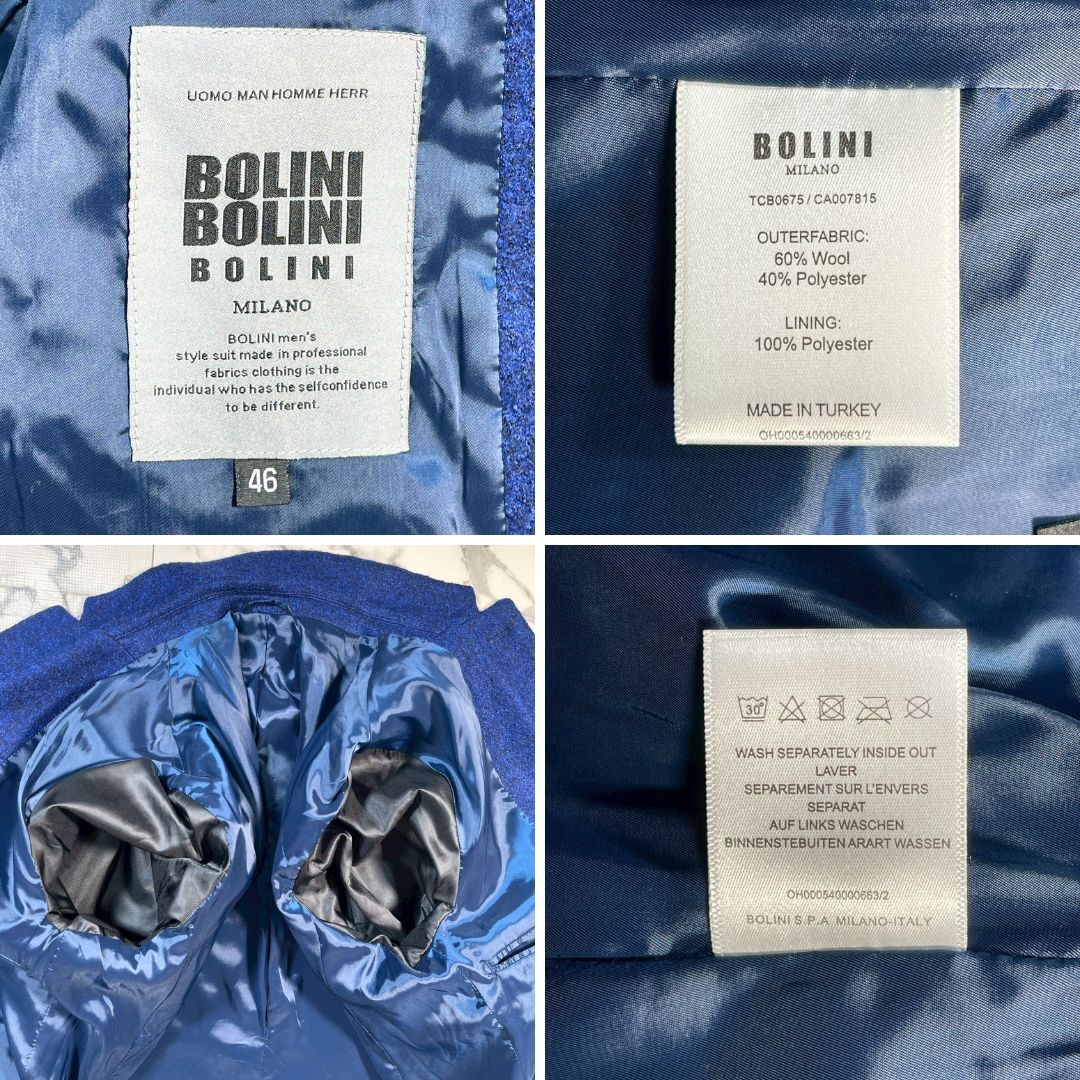 UOMO MAN HOMME HERR
BOLINI
BOLINI
BOLINI
MILANO
BOLINI men's
style suit made in professional
fabrics clothing is the
individual who has the selfconfidence
to be different.
46
BOLINI
MILANO
TCB0675 / CA007815
OUTERFABRIC:
60% Wool
40% Polyester
LINING:
100% Polyester
MADE IN TURKEY
OH000540000663/2
30°
WASH SEPARATELY INSIDE OUT
LAVER
SEPAREMENT SUR L'ENVERS
SEPARAT
AUF LINKS WASCHEN
BINNENSTEBUITEN ARART WASSEN
OH000540000663/2
BOLINI S.P.A. MILANO-ITALY